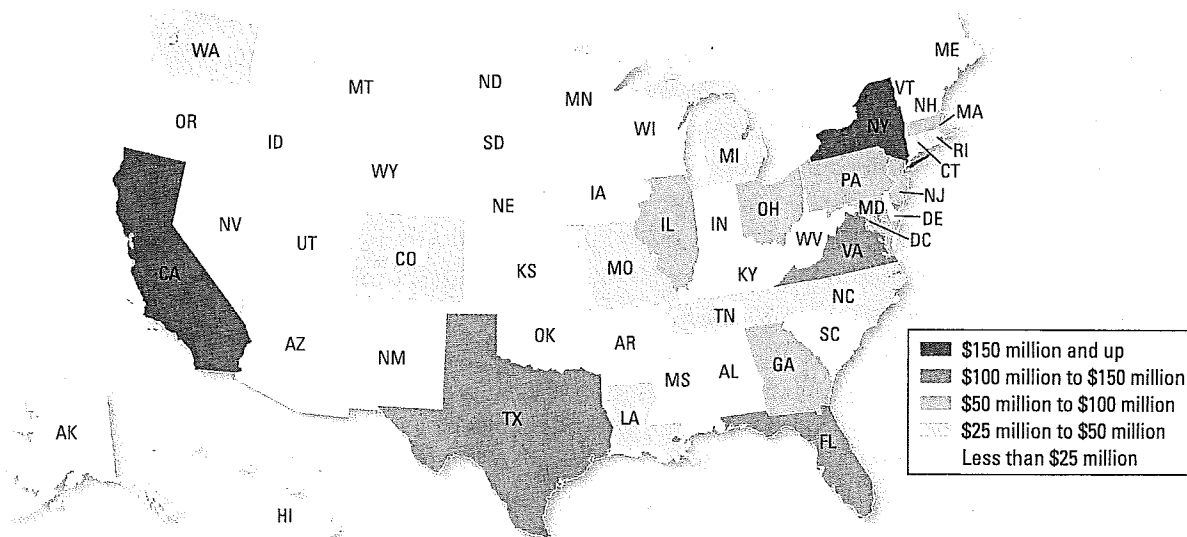 WA
ME
MT
ND
VT
MN
NH
MA
OR
WI
NY
ID
SD
RI
MI
CT
WY
PA
IA
NJ
NE
OH
MD
DE
IL
IN
NV
DC
WV
UT
VA
CO
CA
KS
MO
KY
NC
TN
AZ
OK
AR
SC
NM
GA
MS
AL
TX
LA
AK
FL
HI
$150 million and up
$100 million to $150 million
$50 million to $100 million
$25 million to $50 million
Less than $25 million